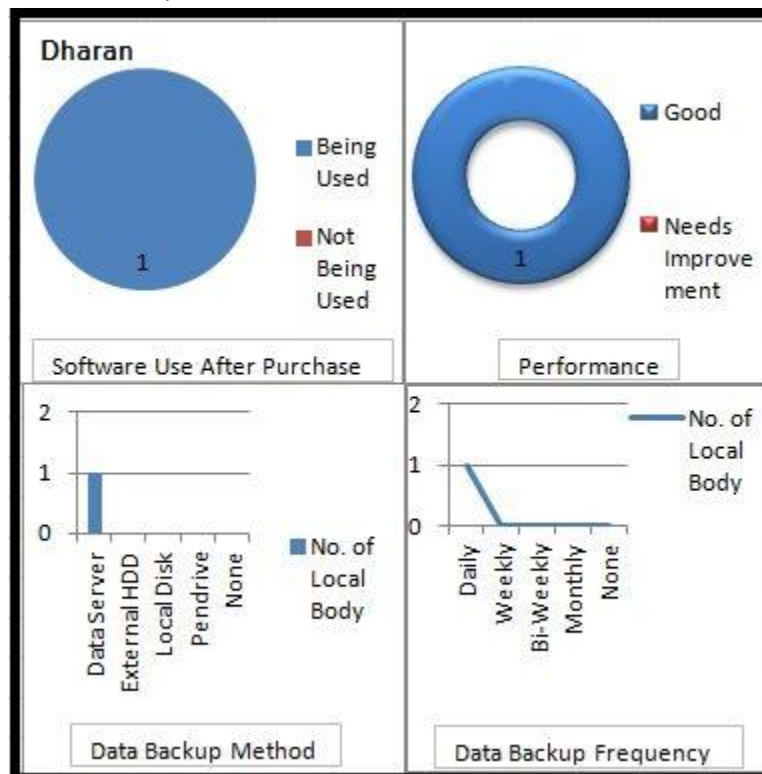 Dharan
1
Being
Used
Not
Being
Used
Software Use After Purchase
1
Good
Needs
Improve
ment
Performance
2
1
0
Data Server
External HDD
Local Disk
Pendrive
None
No. of
Local
Body
Data Backup Method
2
1
0
Daily
Weekly
Bi-Weekly
Monthly
None
No. of
Local
Body
Data Backup Frequency